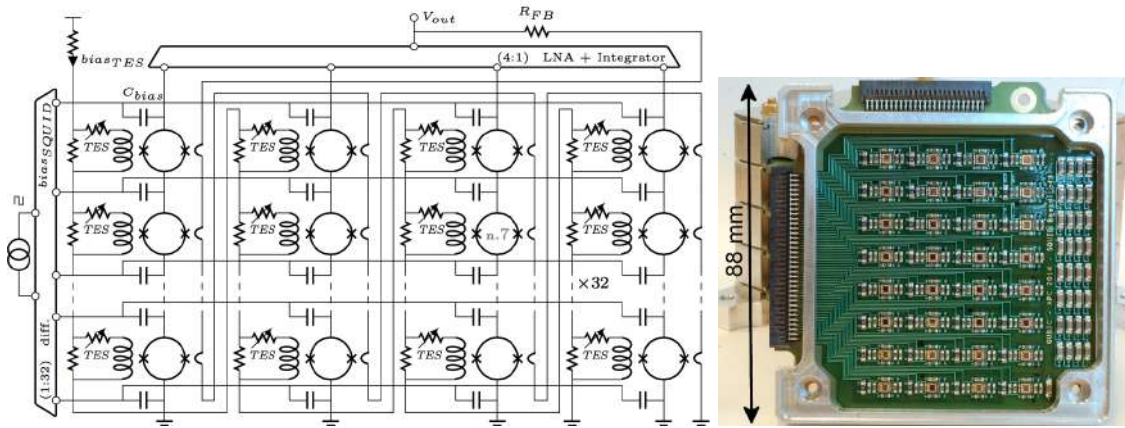 V_out
R_FB
(4:1) LNA + Integrator
bias_TES
C_bias
bias_SQUID
TES TES TES TES
TES TES TES TES
n.7
×32
diff.
TES TES TES TES
(1:32)
88 mm